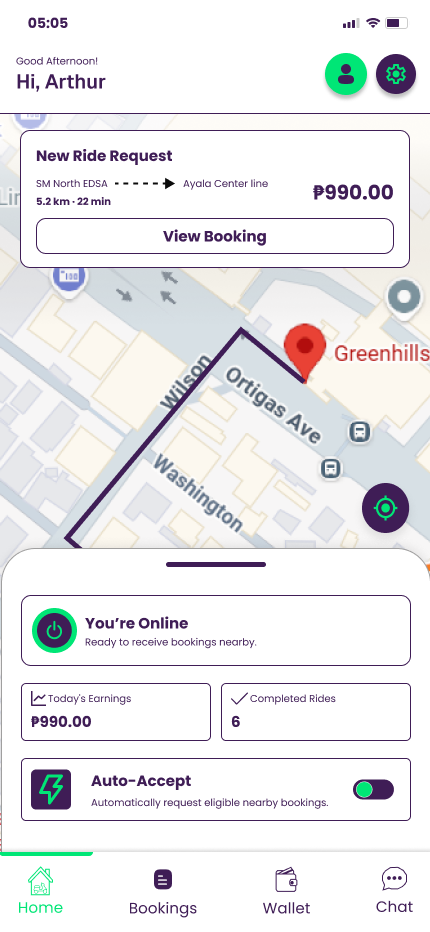 05:05
Good Afternoon!
Hi, Arthur
New Ride Request
SM North EDSA Ayala Center line
5.2 km · 22 min
₱990.00
View Booking
Greenhills
Wilson
Ortigas Ave
Washington
You're Online
Ready to receive bookings nearby.
Today's Earnings
₱990.00
Completed Rides
6
Auto-Accept
Automatically request eligible nearby bookings.
Home
Bookings
Wallet
Chat